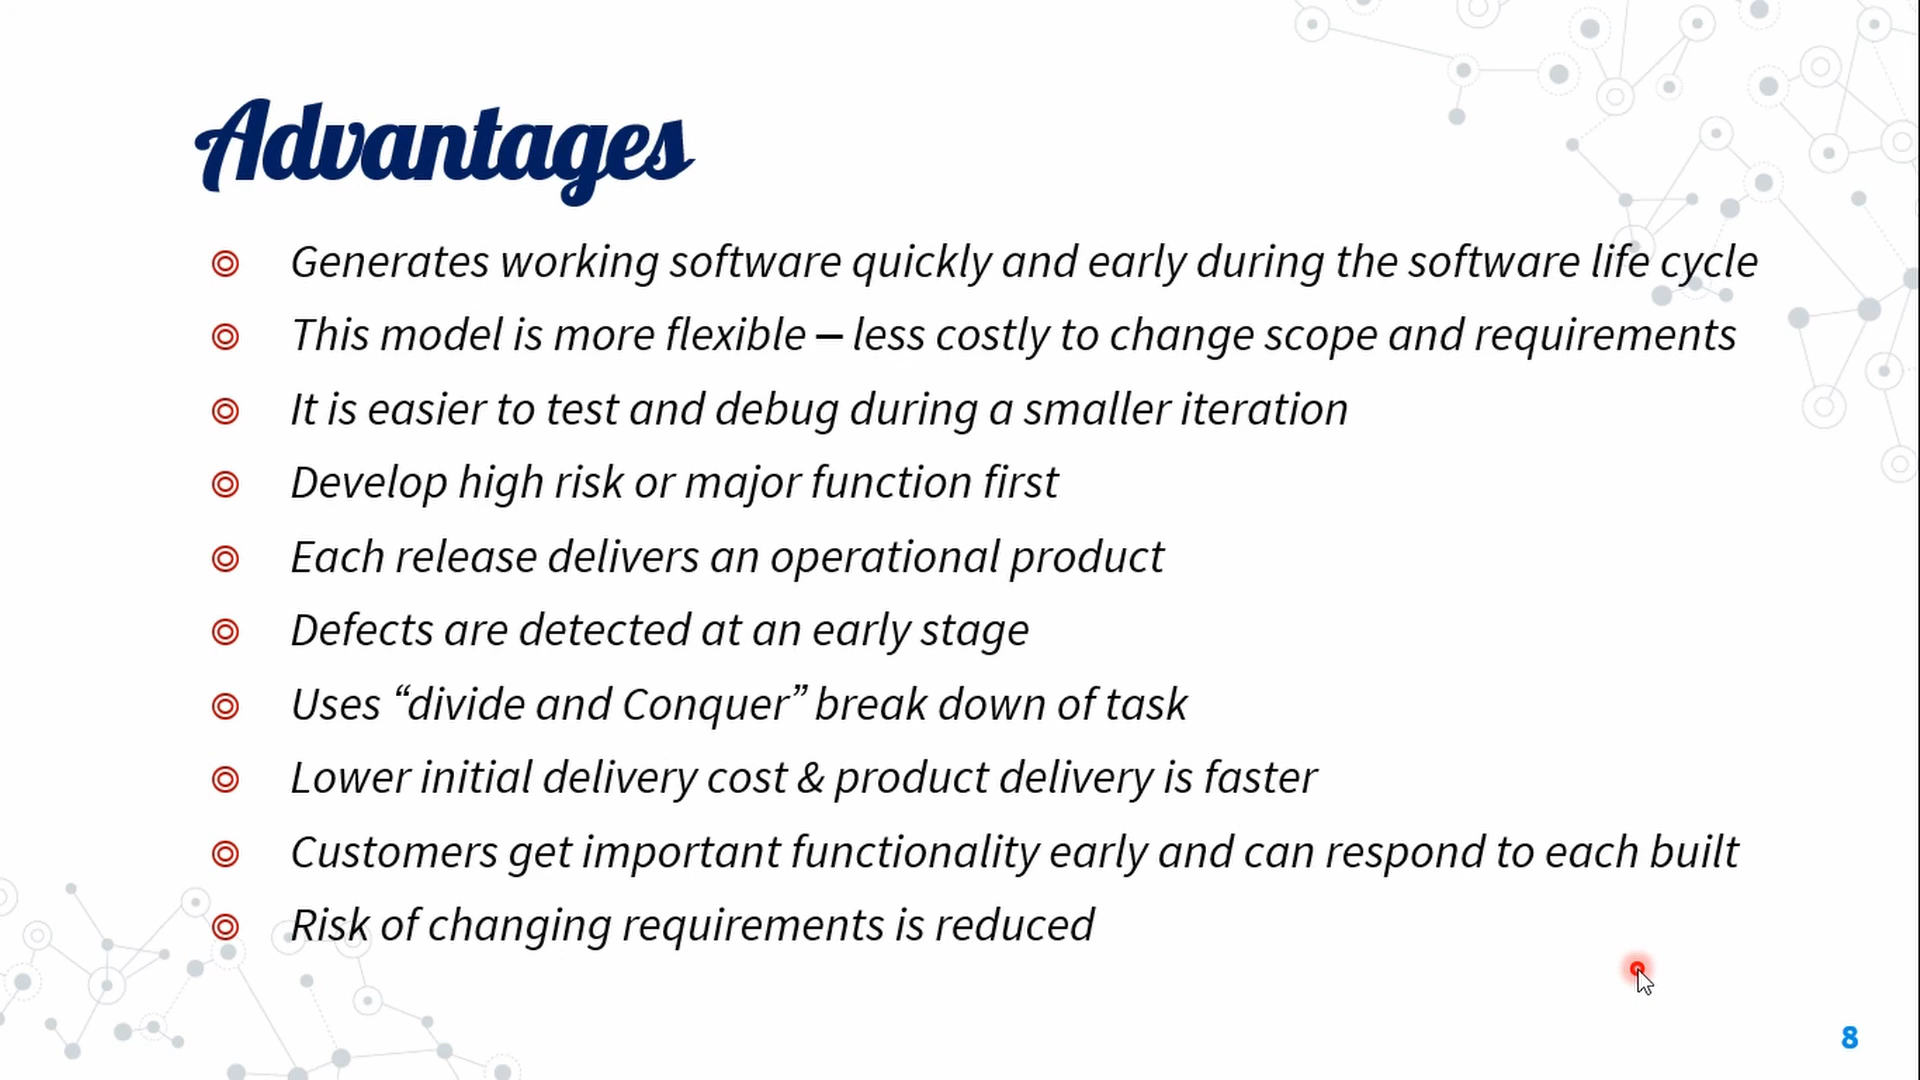 Advantages
Generates working software quickly and early during the software life cycle
This model is more flexible – less costly to change scope and requirements
It is easier to test and debug during a smaller iteration
Develop high risk or major function first
Each release delivers an operational product
Defects are detected at an early stage
Uses “divide and Conquer” break down of task
Lower initial delivery cost & product delivery is faster
Customers get important functionality early and can respond to each built
Risk of changing requirements is reduced
8